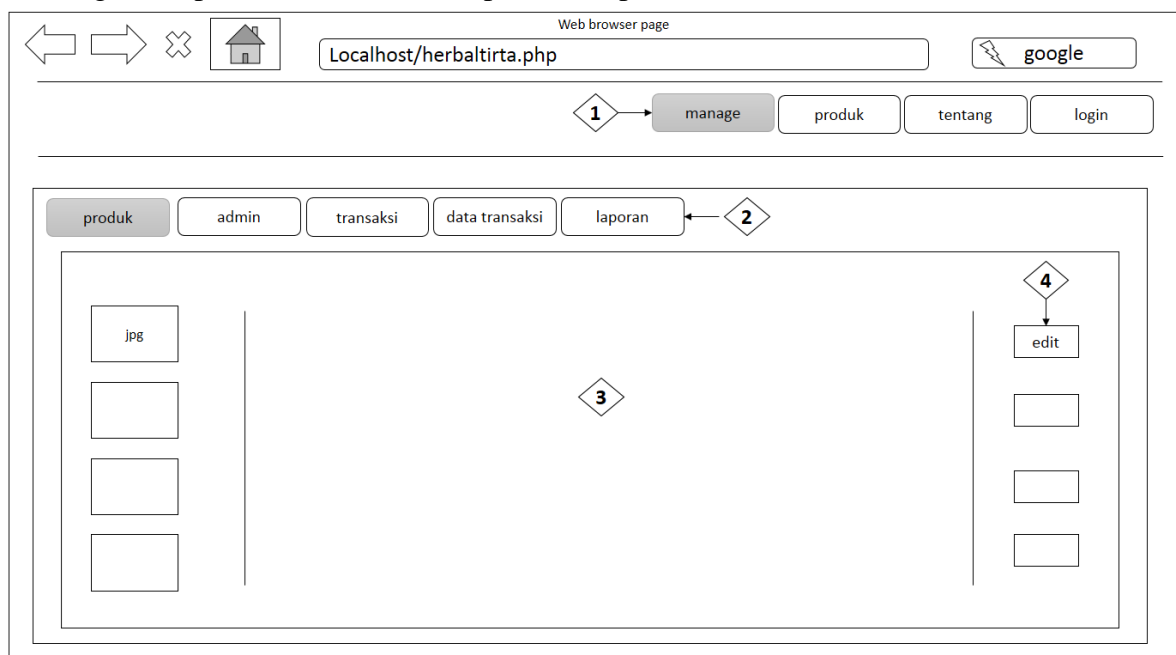 Web browser page
Localhost/herbaltirta.php
google
1
manage
produk
tentang
login
produk
admin
transaksi
data transaksi
laporan
2
4
jpg
edit
3